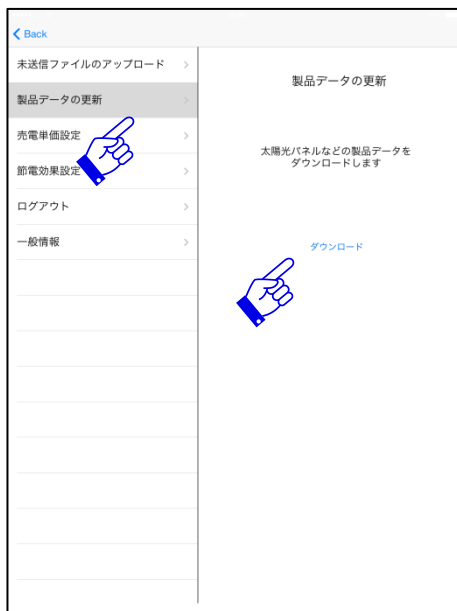 Back
未送信ファイルのアップロード
製品データの更新
売電単価設定
節電効果設定
ログアウト
一般情報
製品データの更新
太陽光パネルなどの製品データを
ダウンロードします
ダウンロード